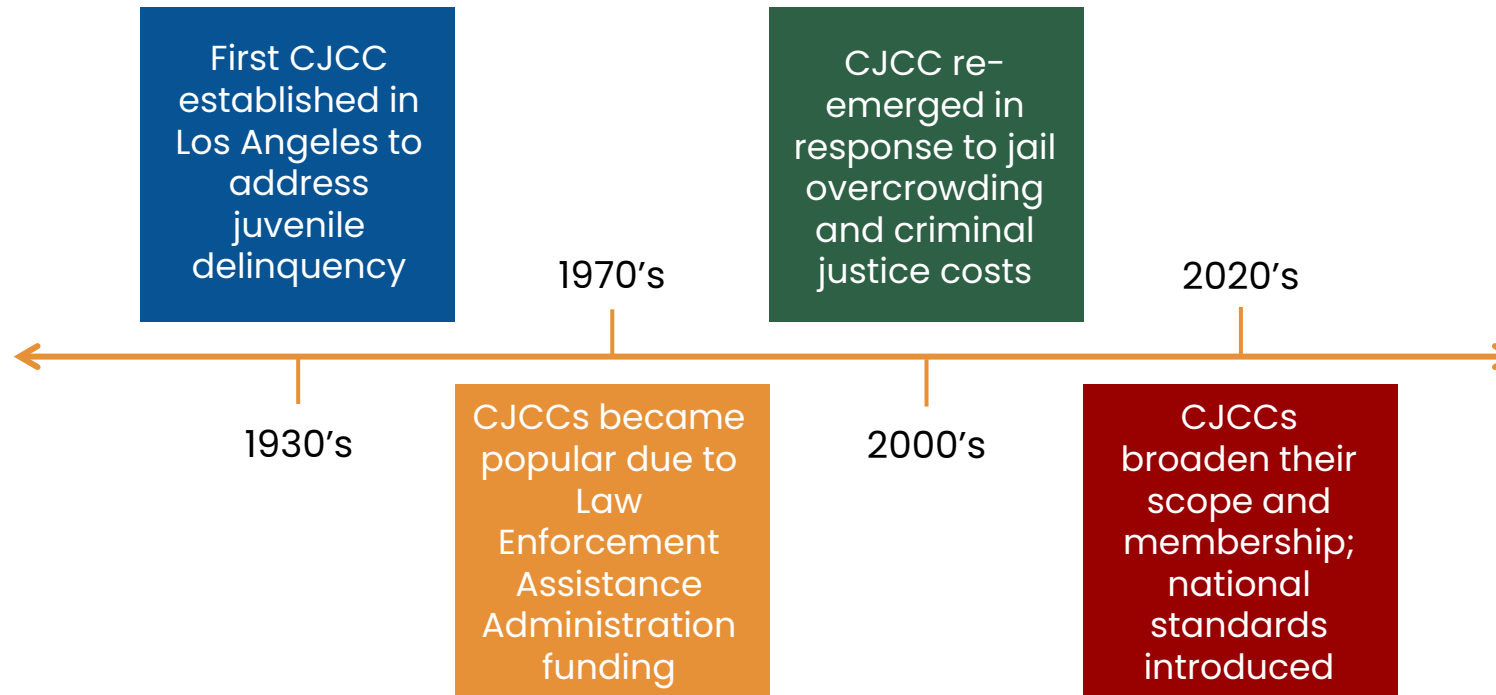 First CJCC
established in
Los Angeles to
address
juvenile
delinquency
1930’s
1970’s
CJCCs became
popular due to
Law
Enforcement
Assistance
Administration
funding
CJCC re-
emerged in
response to jail
overcrowding
and criminal
justice costs
2000’s
2020’s
CJCCs
broaden their
scope and
membership;
national
standards
introduced